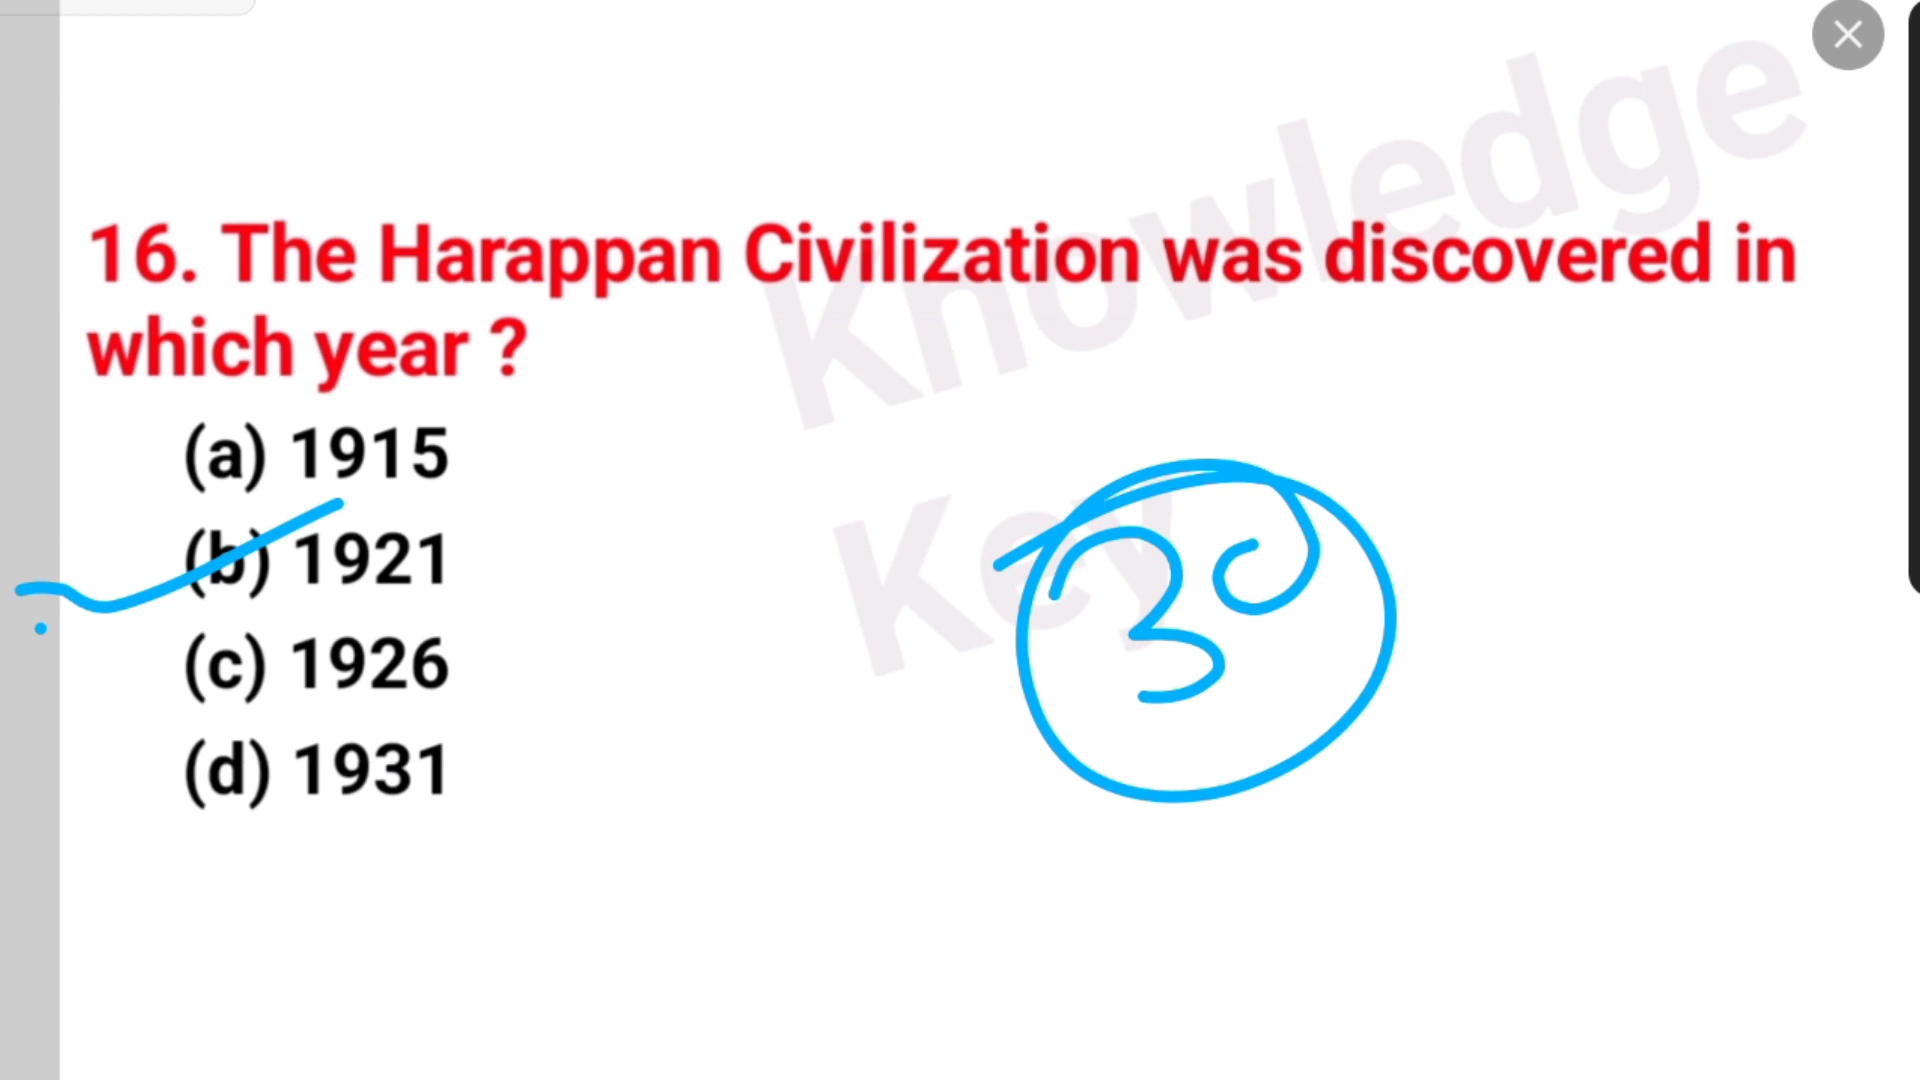 16. The Harappan Civilization was discovered in
which year ?
(a) 1915
(b) 1921
(c) 1926
(d) 1931
Knowledge
Key